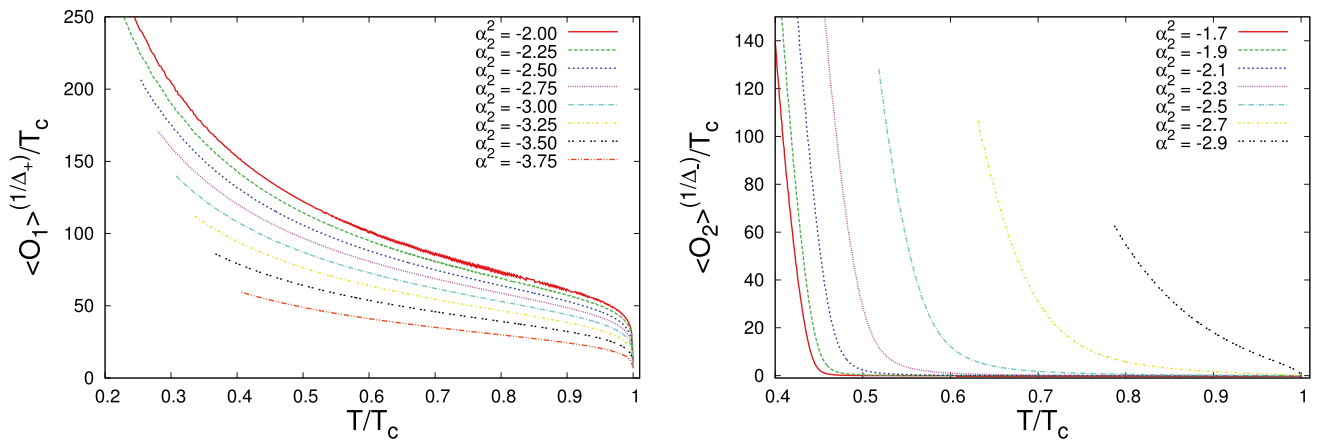 250
200
150
100
50
0
0.2 0.3 0.4 0.5 0.6 0.7 0.8 0.9 1
<O₁>^(1/Δ₊)/T_c
T/T_c
α² = -2.00
α² = -2.25
α² = -2.50
α² = -2.75
α² = -3.00
α² = -3.25
α² = -3.50
α² = -3.75
140
120
100
80
60
40
20
0
0.4 0.5 0.6 0.7 0.8 0.9 1
<O₂>^(1/Δ₋)/T_c
T/T_c
α² = -1.7
α² = -1.9
α² = -2.1
α² = -2.3
α² = -2.5
α² = -2.7
α² = -2.9